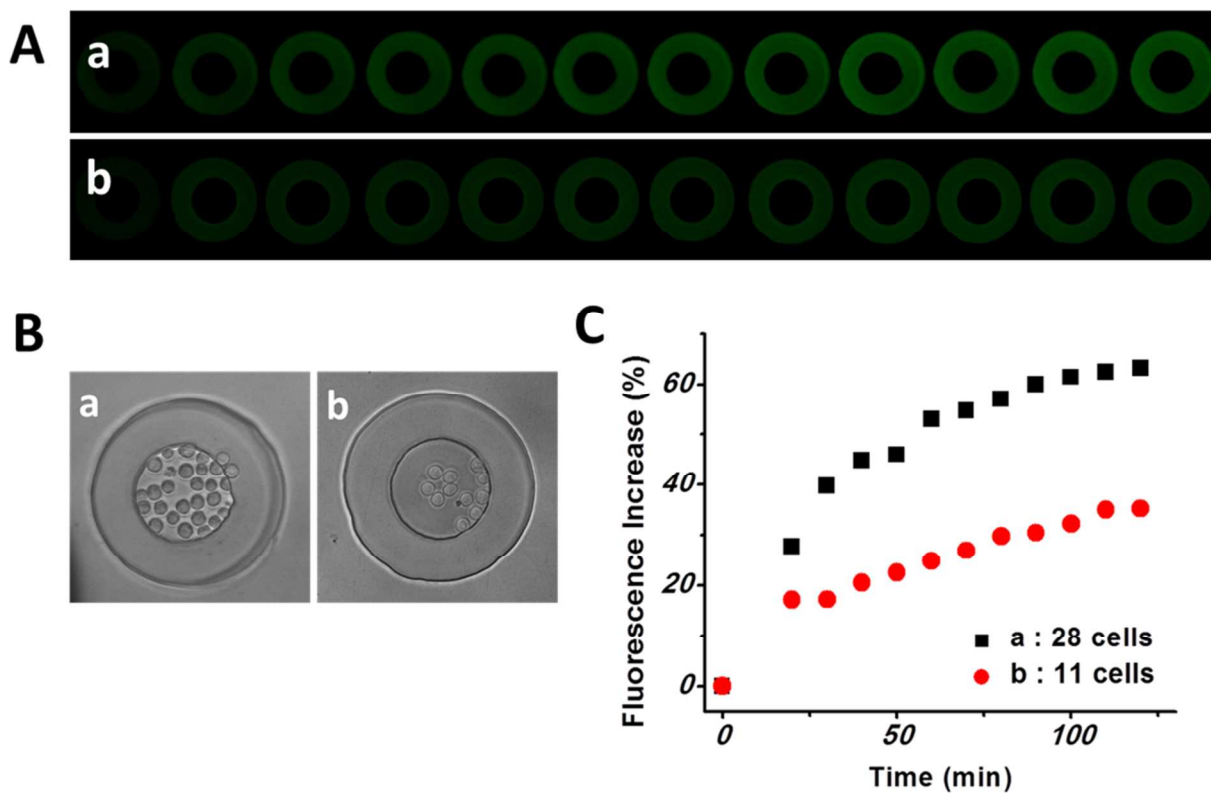 A
a
b
B
a
b
C
Fluorescence Increase (%)
60
40
20
0
a : 28 cells
b : 11 cells
0 50 100
Time (min)